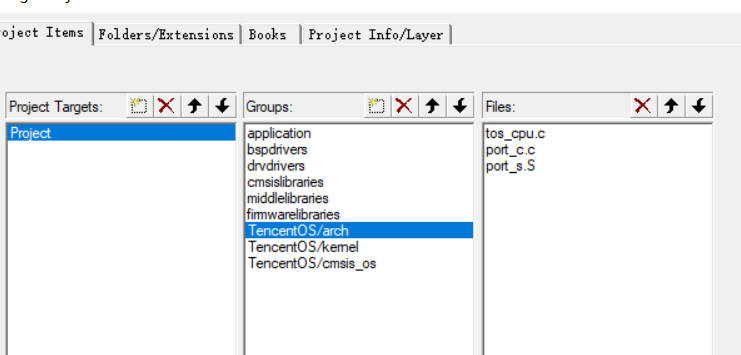 oject Items Folders/Extensions Books Project Info/Layer
Project Targets: Groups: Files:
Project
application
bspdrivers
drvdrivers
cmsislibraries
middlelibraries
firmwarelibraries
TencentOS/arch
TencentOS/kernel
TencentOS/cmsis_os
tos_cpu.c
port_c.c
port_s.S